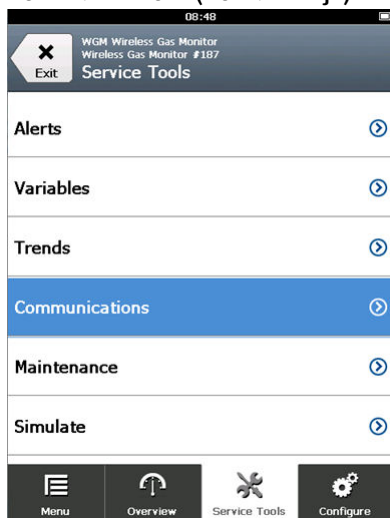 08:48
WGM Wireless Gas Monitor
Wireless Gas Monitor #187
Exit
Service Tools
Alerts
Variables
Trends
Communications
Maintenance
Simulate
Menu
Overview
Service Tools
Configure